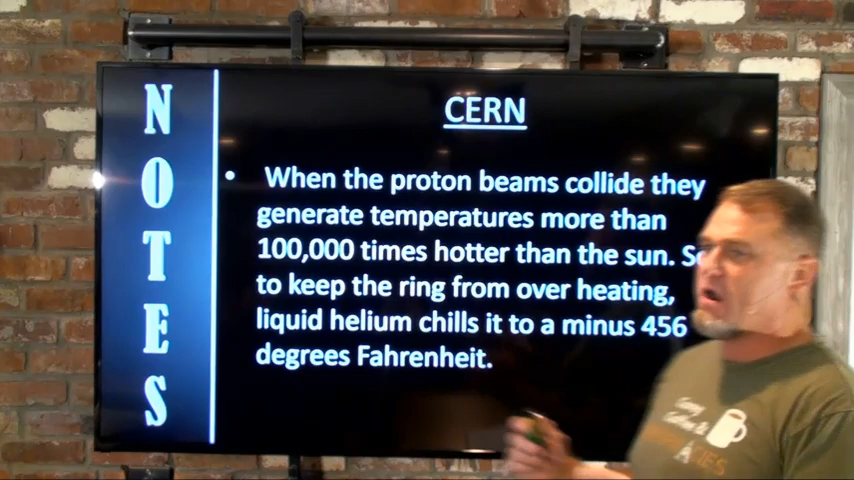 NOTES
CERN
• When the proton beams collide they
generate temperatures more than
100,000 times hotter than the sun. S
to keep the ring from over heating,
liquid helium chills it to a minus 456
degrees Fahrenheit.